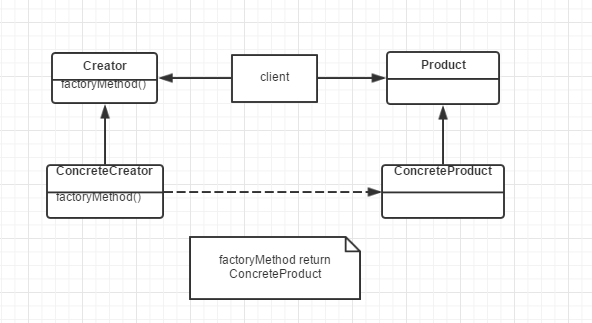 Creator
factoryMethod()
client
Product
ConcreteCreator
factoryMethod()
ConcreteProduct
factoryMethod return
ConcreteProduct